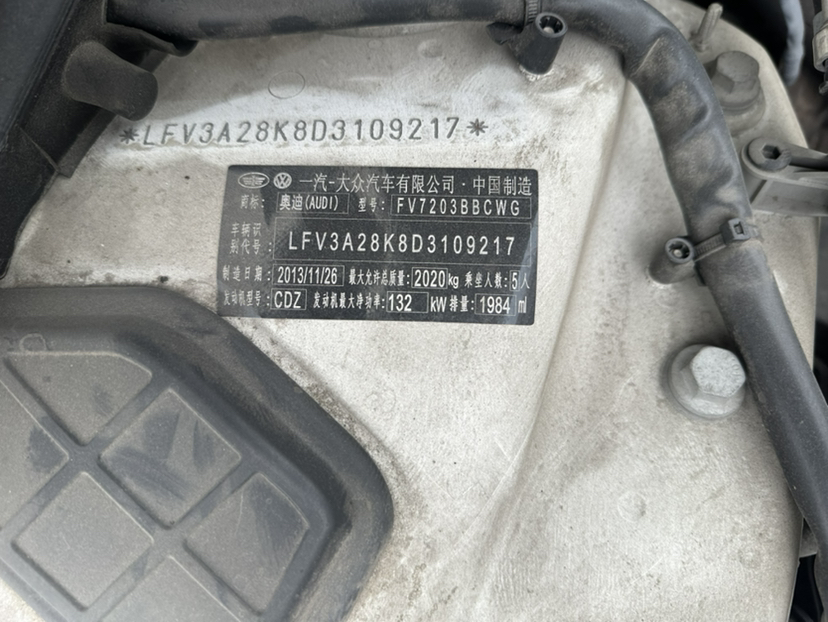 *LFV3A28K8D3109217*
一汽-大众汽车有限公司·中国制造
商标: 奥迪(AUDI) 型号: FV7203BBCWG
车辆识
别代号: LFV3A28K8D3109217
制造日期: 2013/11/26 最大允许总质量: 2020kg 乘坐人数: 5人
发动机型号: CDZ 发动机最大净功率: 132 kW 排量: 1984 ml